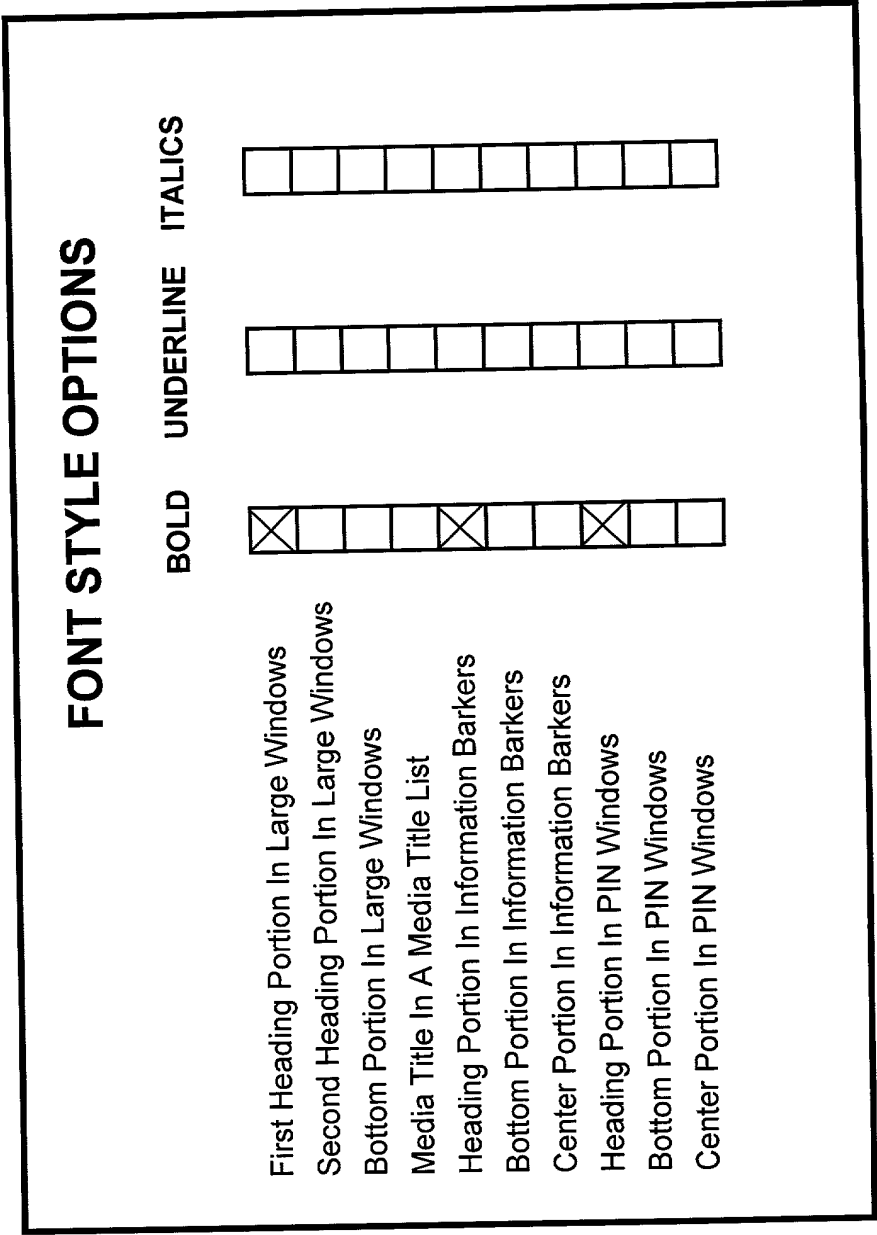 FONT STYLE OPTIONS
BOLD UNDERLINE ITALICS
First Heading Portion In Large Windows
Second Heading Portion In Large Windows
Bottom Portion In Large Windows
Media Title In A Media Title List
Heading Portion In Information Barkers
Bottom Portion In Information Barkers
Center Portion In Information Barkers
Heading Portion In PIN Windows
Bottom Portion In PIN Windows
Center Portion In PIN Windows